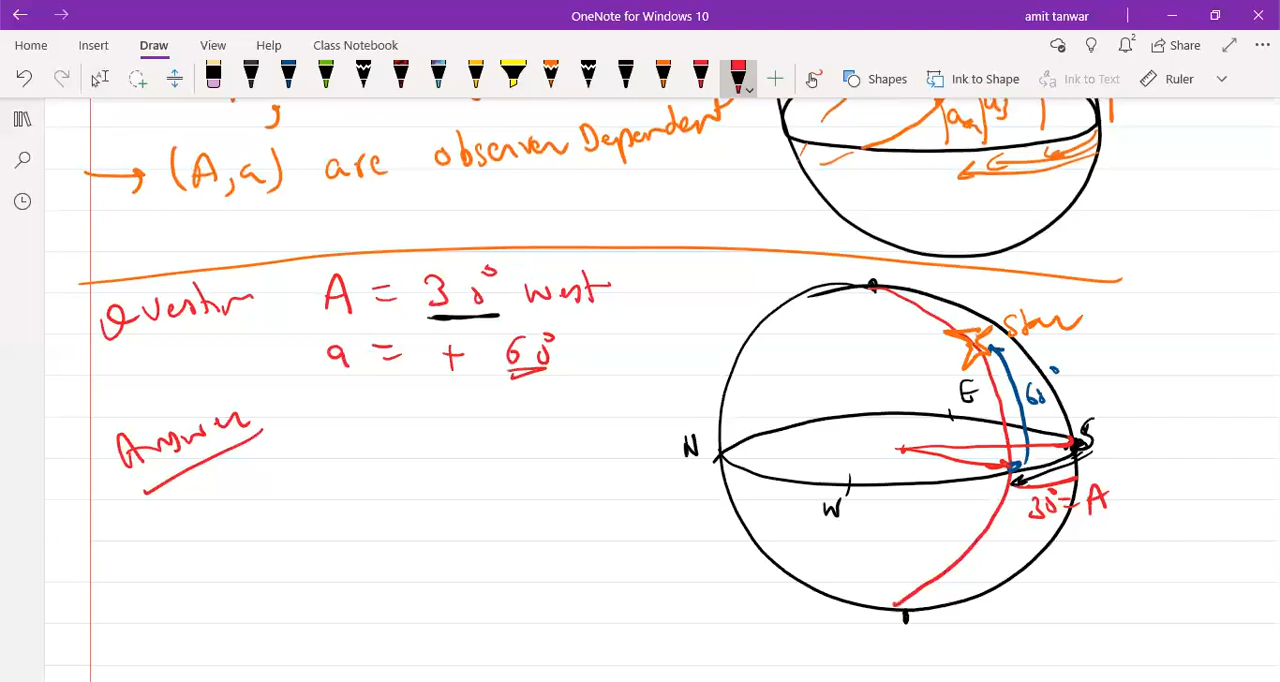 OneNote for Windows 10
amit tanwar
Home Insert Draw View Help Class Notebook
Share
Shapes Ink to Shape Ink to Text Ruler
→ (A, a) are observer Dependent
Question A = 30° west
a = + 60°
Answer
Star
E
60°
N
S
W
30° = A